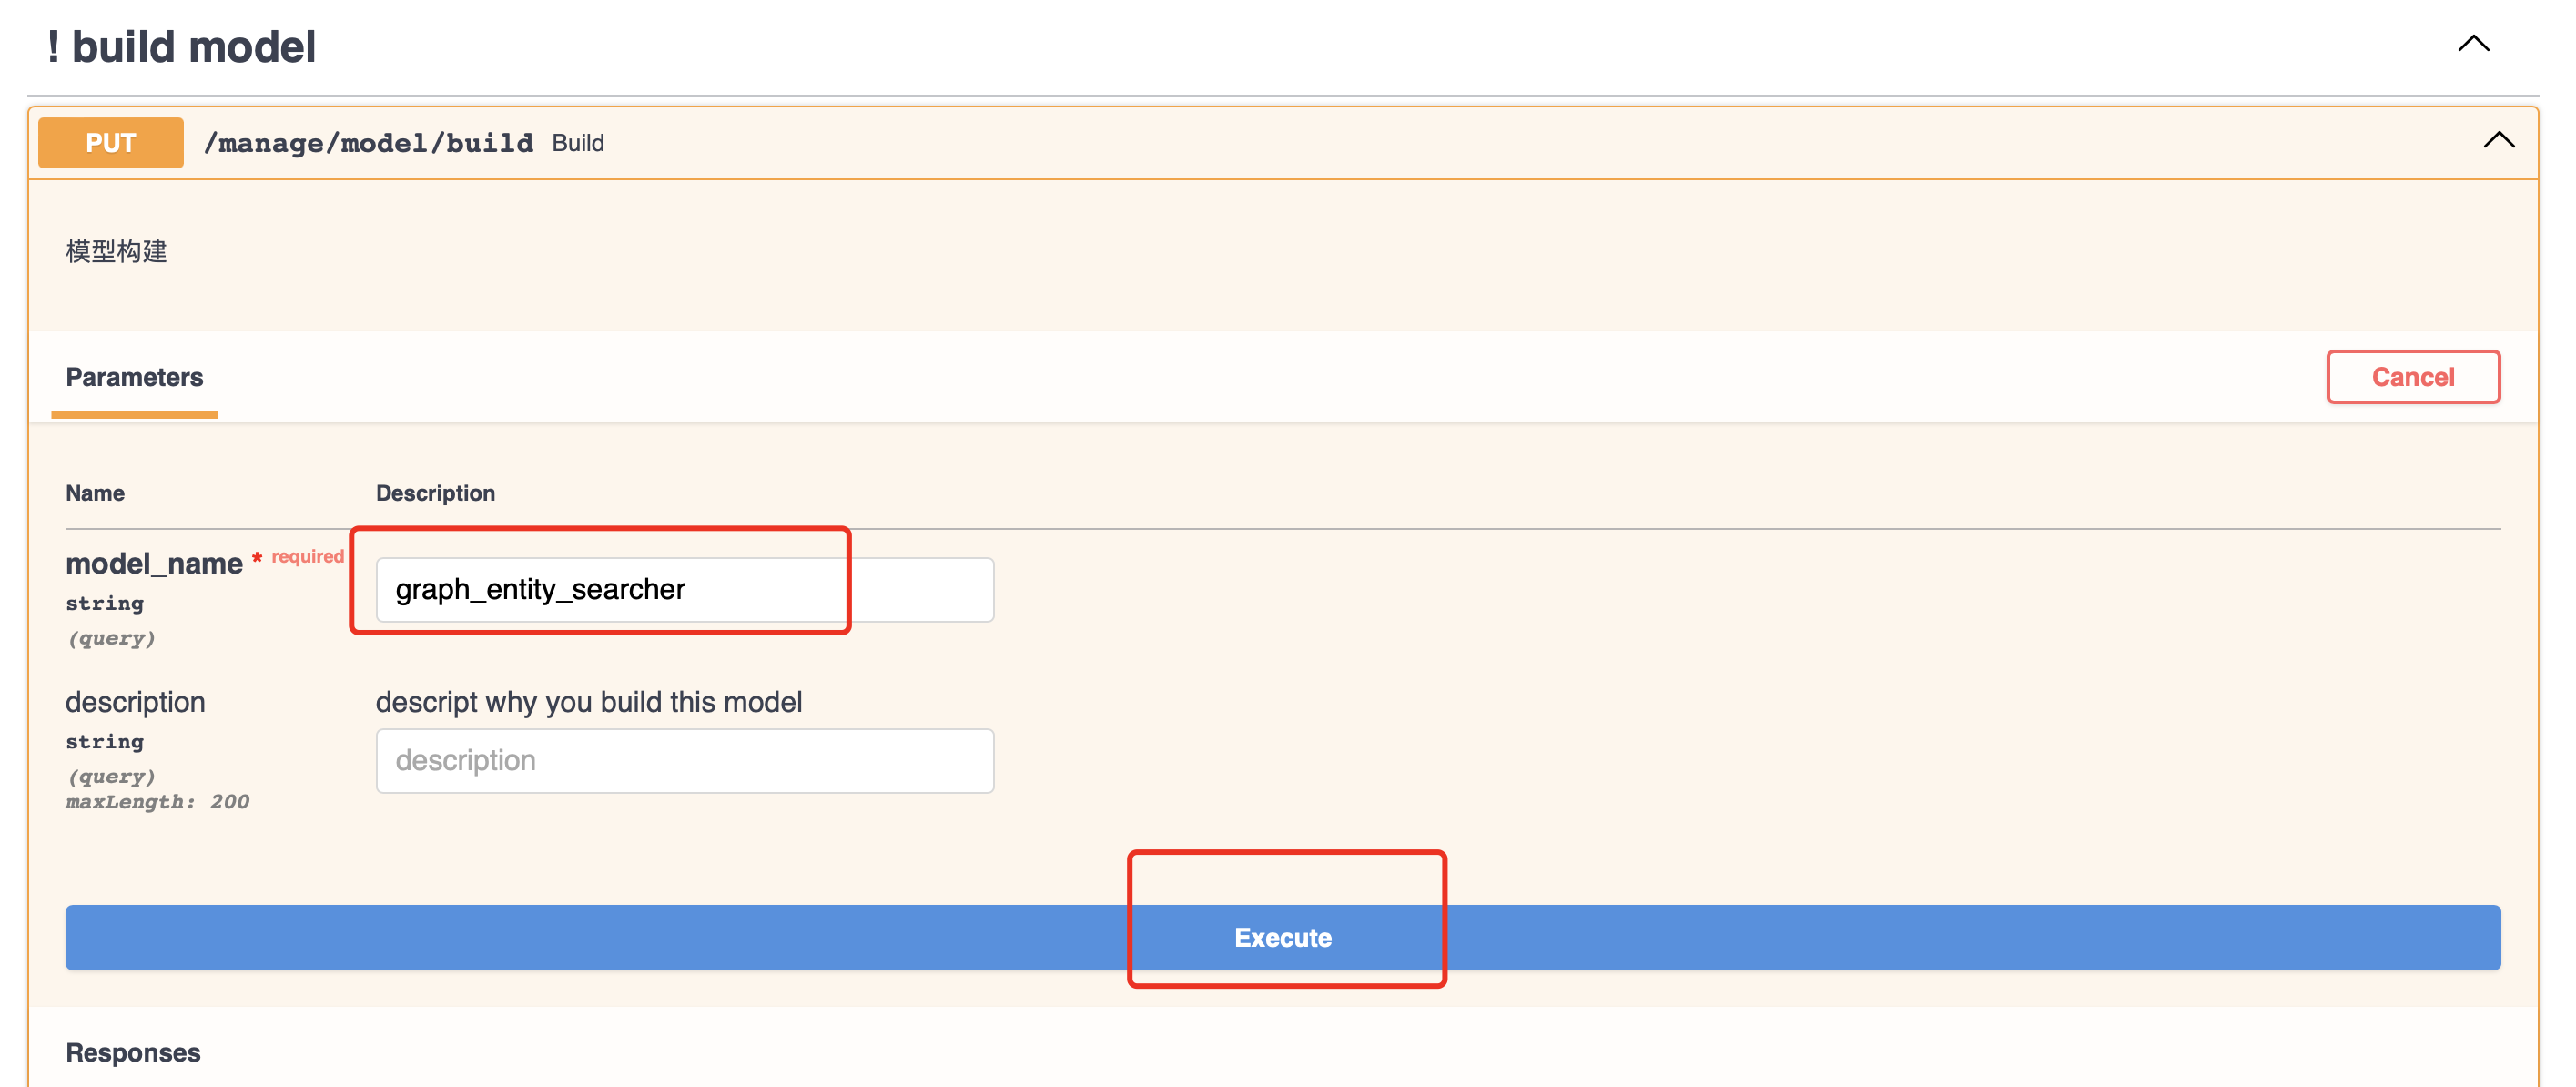 ! build model
PUT /manage/model/build Build
模型构建
Parameters
Cancel
Name Description
model_name * required
string
(query)
graph_entity_searcher
description
string
(query)
maxLength: 200
descript why you build this model
description
Execute
Responses